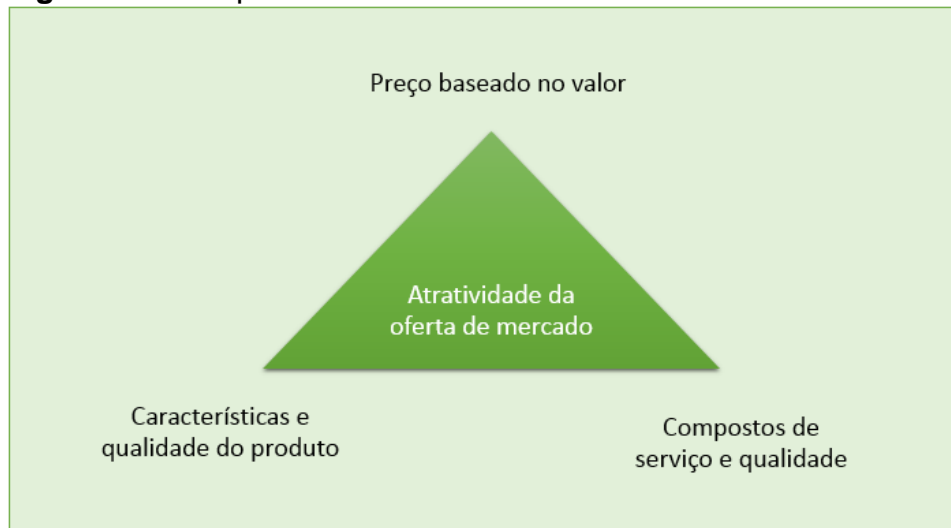 Preço baseado no valor
Atratividade da
oferta de mercado
Características e
qualidade do produto
Compostos de
serviço e qualidade